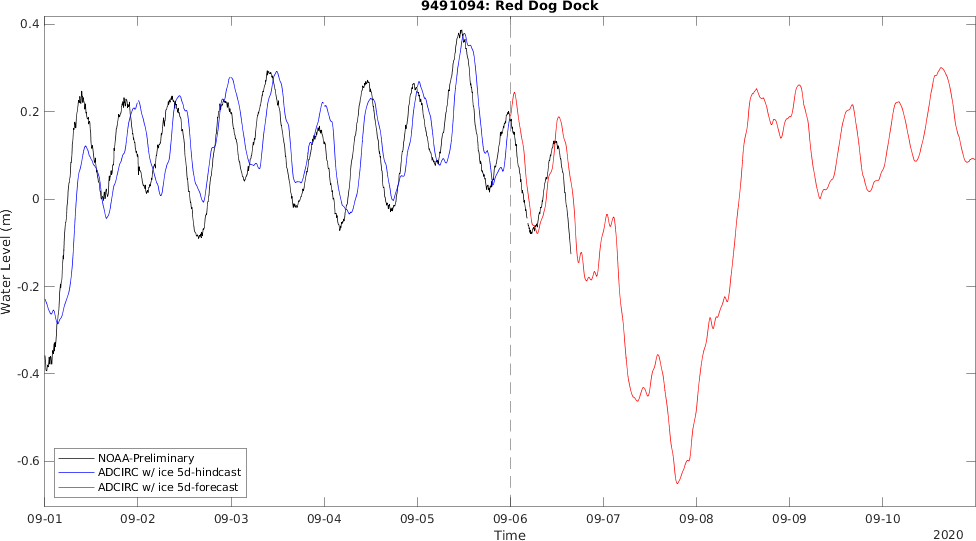 9491094: Red Dog Dock
0.4
0.2
0
-0.2
-0.4
-0.6
Water Level (m)
NOAA-Preliminary
ADCIRC w/ ice 5d-hindcast
ADCIRC w/ ice 5d-forecast
09-01 09-02 09-03 09-04 09-05 09-06 09-07 09-08 09-09 09-10
Time
2020